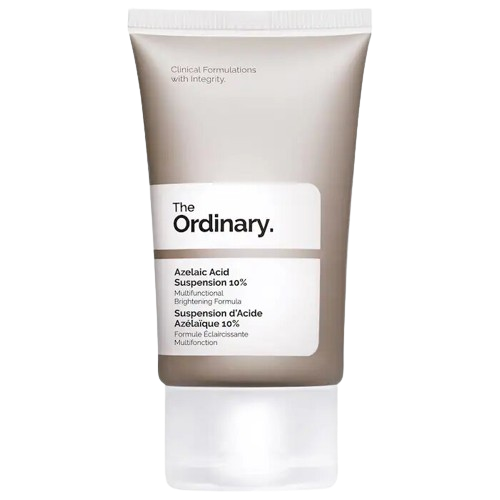 Clinical Formulations
with Integrity.
The
Ordinary.
Azelaic Acid
Suspension 10%
Multifunctional
Brightening Formula
Suspension d'Acide
Azélaïque 10%
Formule Éclaircissante
Multifonction